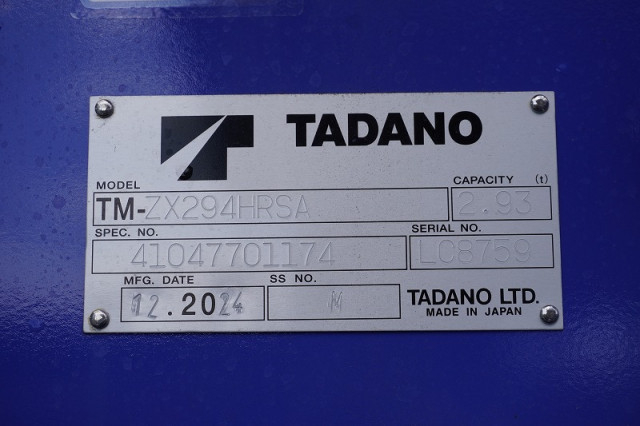 TADANO
MODEL
TM-ZX294HRSA
CAPACITY (t)
2.93
SPEC. NO.
41047701174
SERIAL NO.
LC8759
MFG. DATE
12.2024
SS NO.
M
TADANO LTD.
MADE IN JAPAN